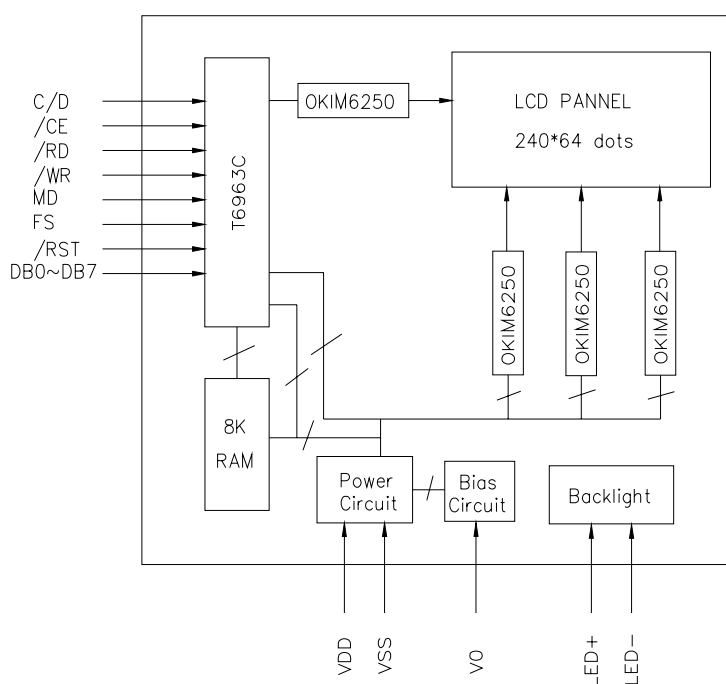 C/D
/CE
/RD
/WR
MD
FS
/RST
DB0~DB7
T6963C
OKIM6250
LCD PANNEL
240*64 dots
OKIM6250
OKIM6250
OKIM6250
8K
RAM
Power
Circuit
Bias
Circuit
Backlight
VDD
VSS
V0
LED+
LED-